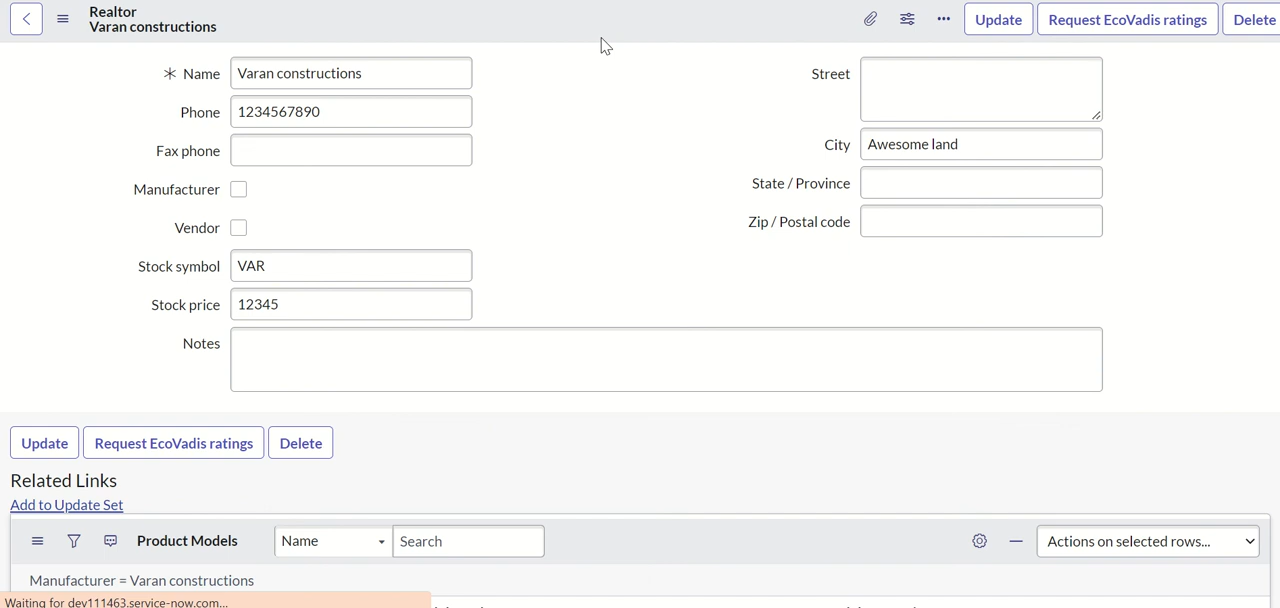 Realtor
Varan constructions
Update
Request EcoVadis ratings
Delete
Name Varan constructions
Phone 1234567890
Fax phone
Manufacturer
Vendor
Stock symbol VAR
Stock price 12345
Notes
Street
City Awesome land
State / Province
Zip / Postal code
Update
Request EcoVadis ratings
Delete
Related Links
Add to Update Set
Product Models
Name
Search
Actions on selected rows...
Manufacturer = Varan constructions
Waiting for dev111463.service-now.com...